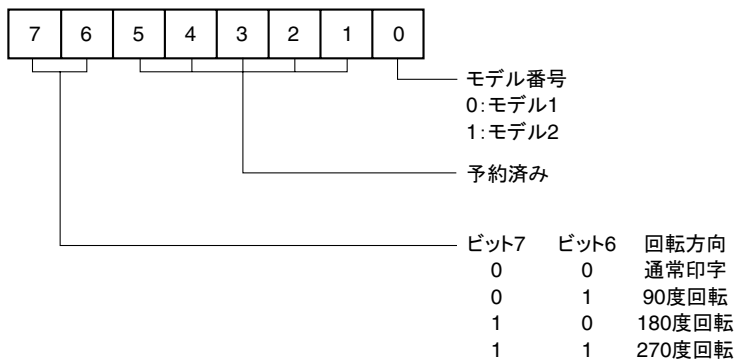 7 6 5 4 3 2 1 0
モデル番号
0:モデル1
1:モデル2
予約済み
ビット7 ビット6 回転方向
0 0 通常印字
0 1 90度回転
1 0 180度回転
1 1 270度回転